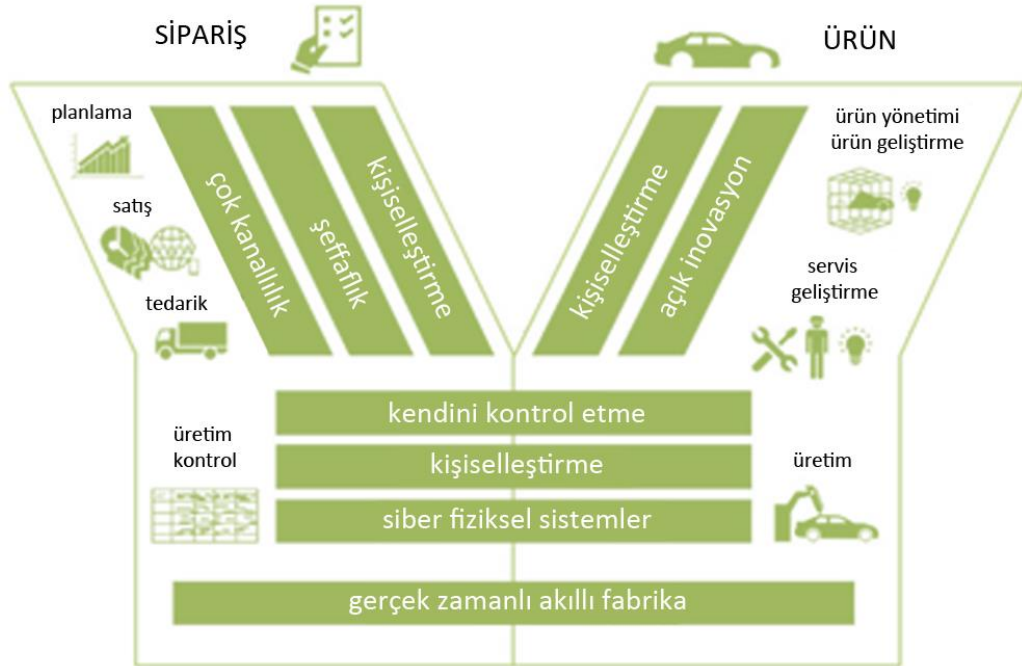 SİPARİŞ
ÜRÜN
planlama
satış
tedarik
çok kanallılık
şeffaflık
kişiselleştirme
kişiselleştirme
açık inovasyon
ürün yönetimi
ürün geliştirme
servis
geliştirme
üretim
kontrol
kendini kontrol etme
kişiselleştirme
siber fiziksel sistemler
üretim
gerçek zamanlı akıllı fabrika